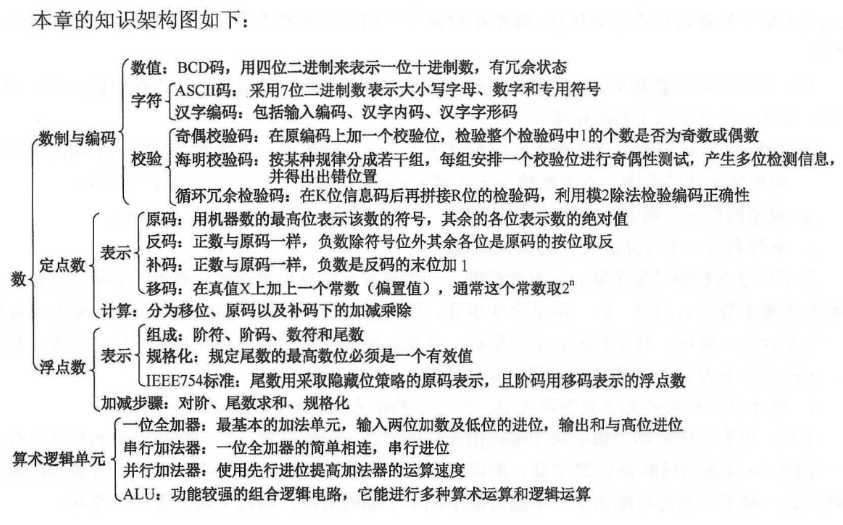 本章的知识架构图如下：
数值：BCD码，用四位二进制来表示一位十进制数，有冗余状态
字符
ASCII码：采用7位二进制数表示大小写字母、数字和专用符号
汉字编码：包括输入编码、汉字内码、汉字字形码
数制与编码
奇偶校验码：在原编码上加一个校验位，检验整个检验码中1的个数是否为奇数或偶数
校验
海明校验码：按某种规律分成若干组，每组安排一个校验位进行奇偶性测试，产生多位检测信息，
并得出出错位置
循环冗余检验码：在K位信息码后再拼接R位的检验码，利用模2除法检验编码正确性
数
定点数
表示
原码：用机器数的最高位表示该数的符号，其余的各位表示数的绝对值
反码：正数与原码一样，负数除符号位外其余各位是原码的按位取反
补码：正数与原码一样，负数是反码的末位加1
移码：在真值X上加上一个常数（偏置值），通常这个常数取2ⁿ
计算：分为移位、原码以及补码下的加减乘除
浮点数
表示
组成：阶符、阶码、数符和尾数
规格化：规定尾数的最高数位必须是一个有效值
IEEE754标准：尾数用采取隐藏位策略的原码表示，且阶码用移码表示的浮点数
加减步骤：对阶、尾数求和、规格化
算术逻辑单元
一位全加器：最基本的加法单元，输入两位加数及低位的进位，输出和与高位进位
串行加法器：一位全加器的简单相连，串行进位
并行加法器：使用先行进位提高加法器的运算速度
ALU：功能较强的组合逻辑电路，它能进行多种算术运算和逻辑运算